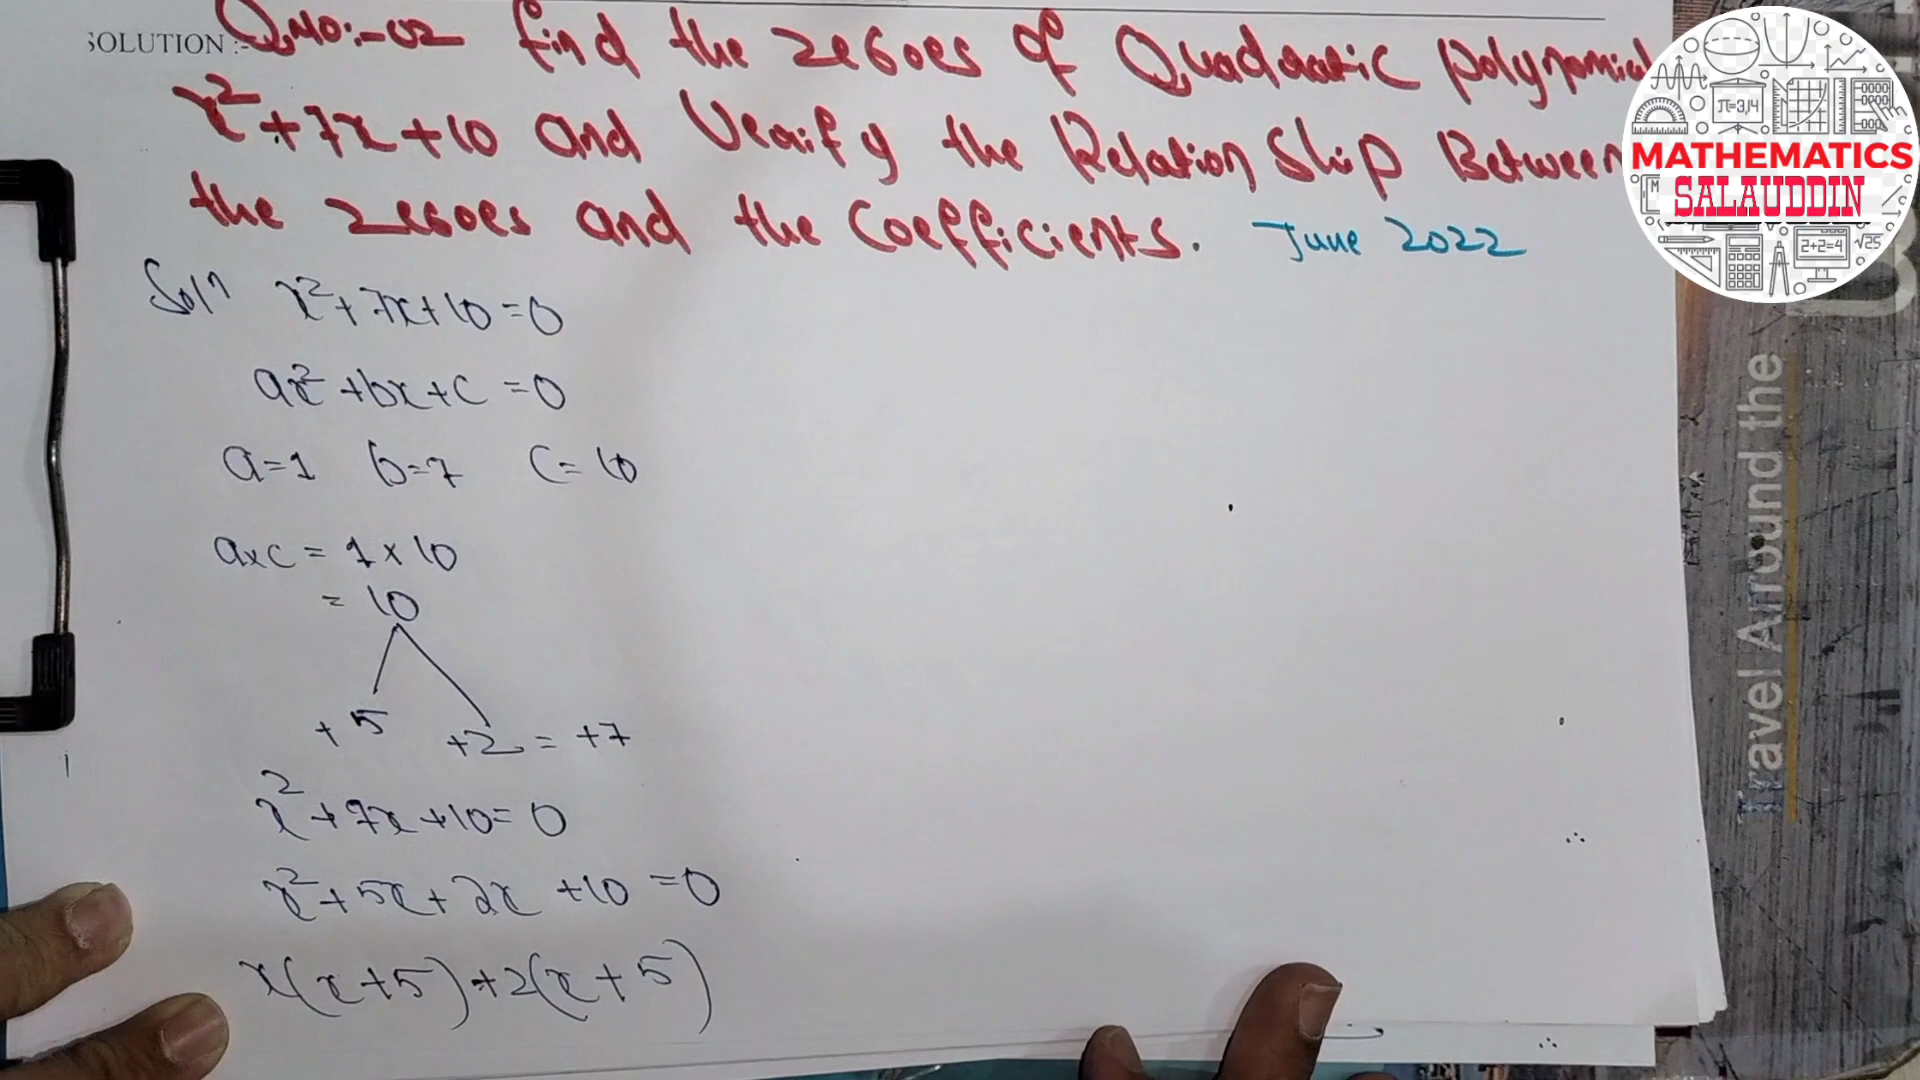 SOLUTION :-
Q.No:-02 find the zeroes of Quadratic polynomial
x²+7x+10 and Verify the Relation Ship Between
the zeroes and the Coefficients. June 2022
Solⁿ x²+7x+10=0
ax²+bx+c=0
a=1 b=7 c=10
a×c = 1×10
= 10
+5 +2 = +7
x²+7x+10=0
x²+5x+2x+10=0
x(x+5)+2(x+5)
π=3,14
MATHEMATICS
SALAUDDIN
2+2=4
√25
Travel Arround the